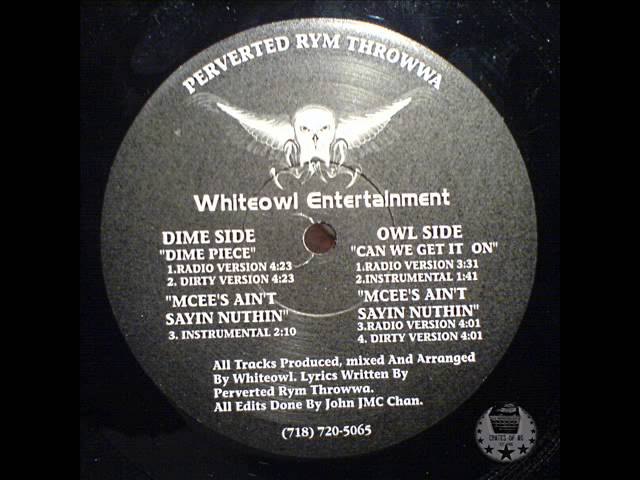 PERVERTED RYM THROWWA
Whiteowl Entertainment
DIME SIDE
"DIME PIECE"
1.RADIO VERSION 4:23
2. DIRTY VERSION 4:23
"MCEE'S AIN'T
SAYIN NUTHIN"
3. INSTRUMENTAL 2:10
OWL SIDE
"CAN WE GET IT ON"
1.RADIO VERSION 3:31
2.INSTRUMENTAL 1:41
"MCEE'S AIN'T
SAYIN NUTHIN"
3.RADIO VERSION 4:01
4. DIRTY VERSION 4:01
All Tracks Produced, mixed And Arranged
By Whiteowl. Lyrics Written By
Perverted Rym Throwwa.
All Edits Done By John JMC Chan.
(718) 720-5065
CRATES OF OG